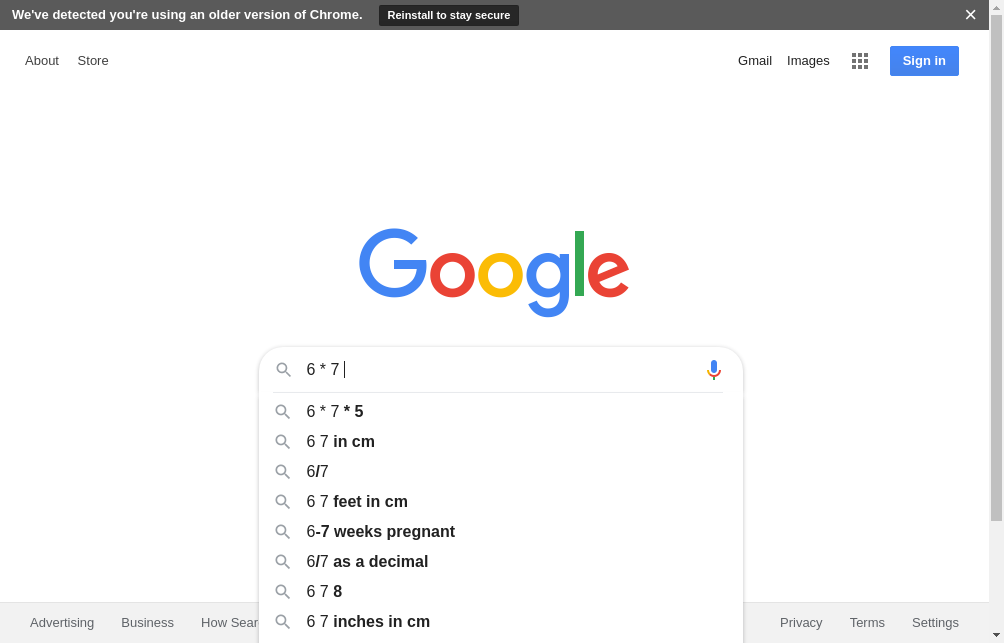 We've detected you're using an older version of Chrome. Reinstall to stay secure
About Store Gmail Images Sign in
Google
6 * 7
6 * 7 * 5
6 7 in cm
6/7
6 7 feet in cm
6-7 weeks pregnant
6/7 as a decimal
6 7 8
6 7 inches in cm
Advertising Business How Privacy Terms Settings